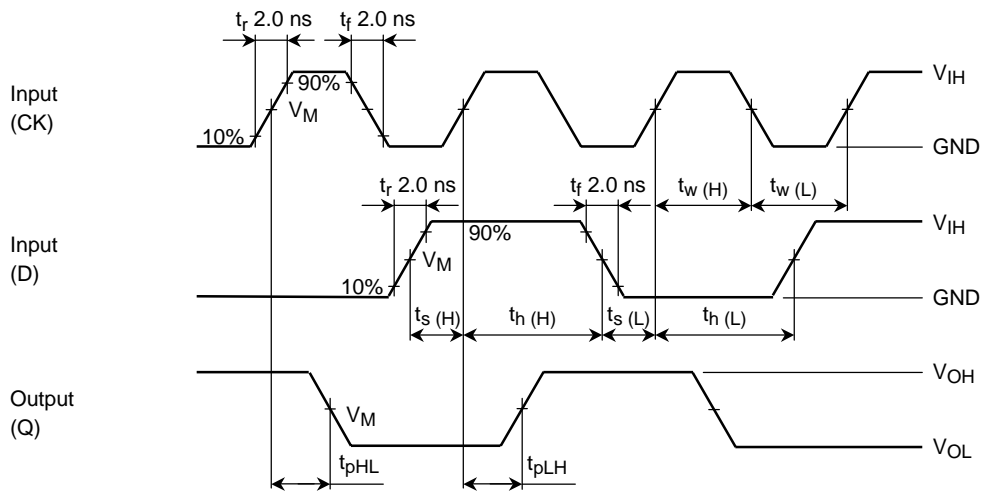 tr 2.0 ns tf 2.0 ns
Input
(CK)
10%
90%
VM
VIH
GND
tr 2.0 ns tf 2.0 ns
tw (H) tw (L)
Input
(D)
10%
90%
VM
VIH
GND
ts (H) th (H) ts (L) th (L)
Output
(Q)
VM
VOH
VOL
tpHL tpLH